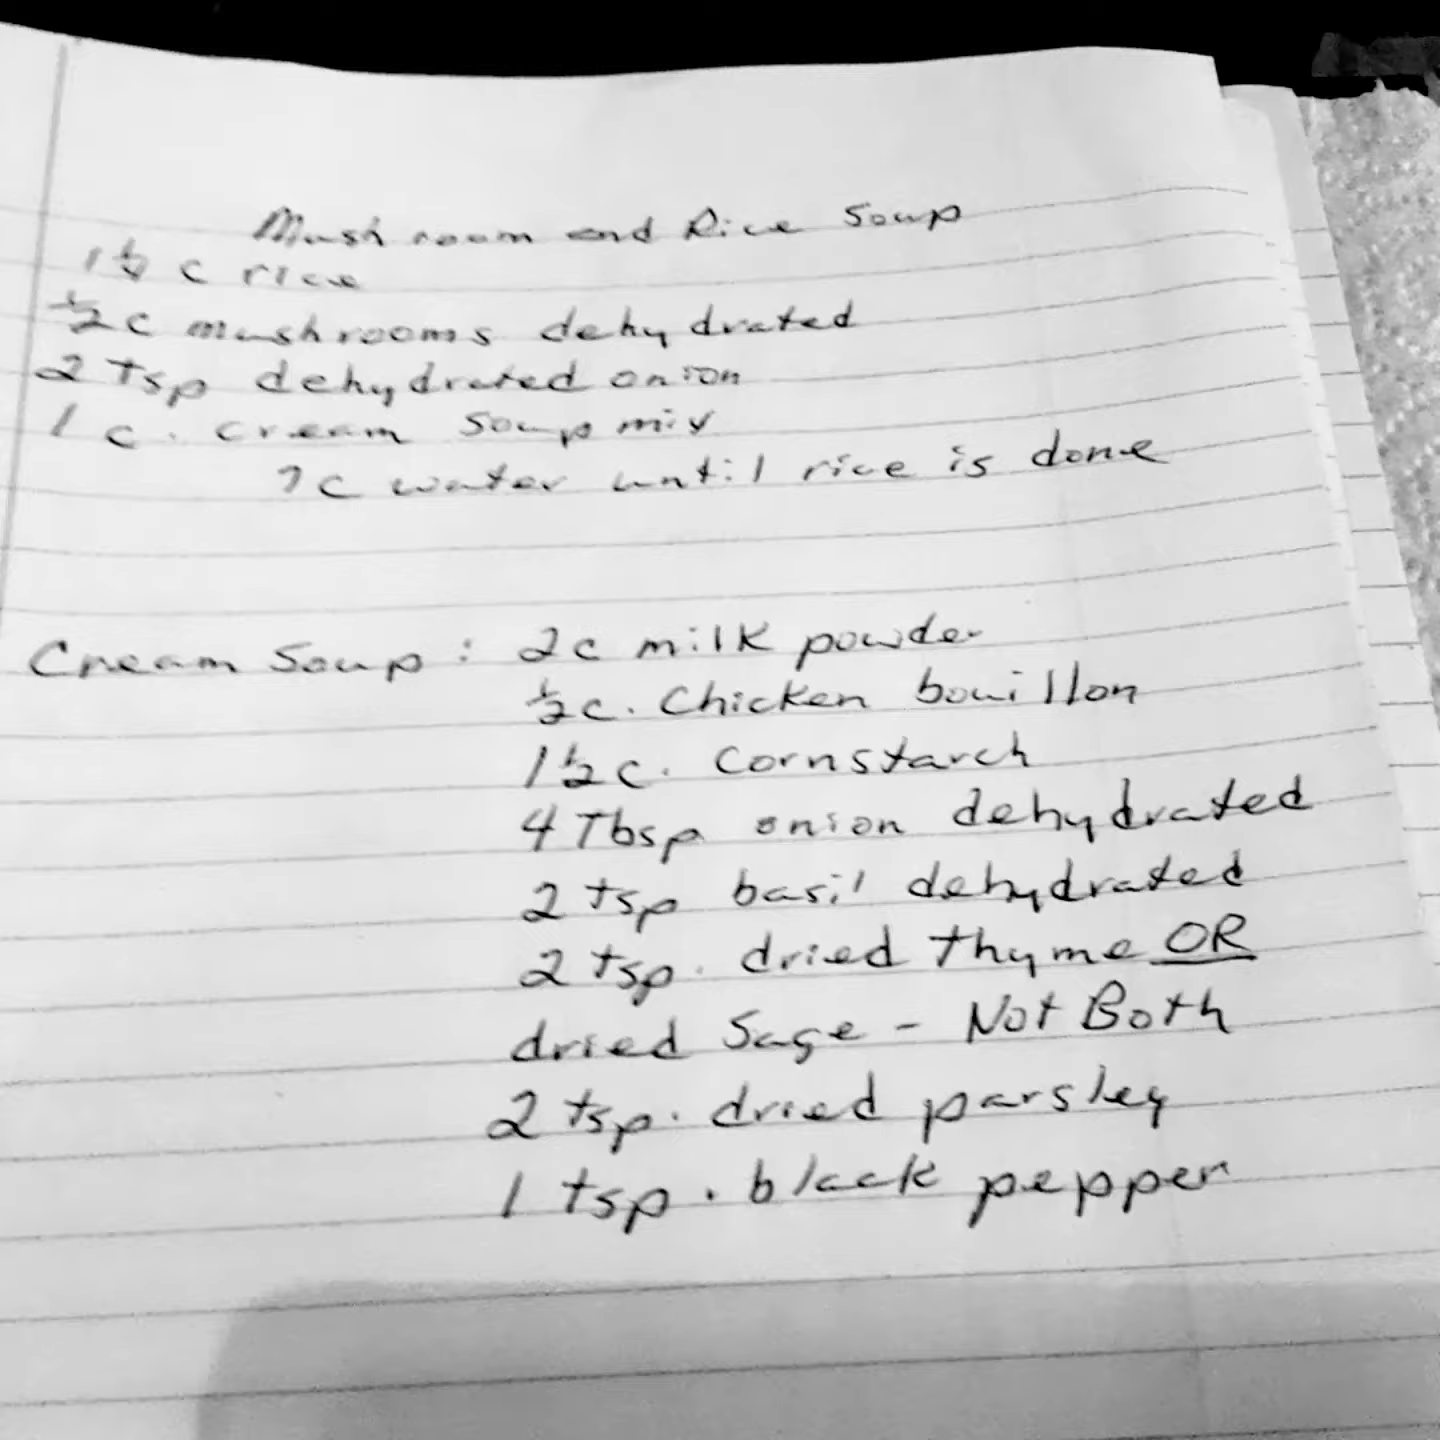 Mushroom and Rice Soup
c rice
½ c mushrooms dehydrated
2 tsp dehydrated onion
1 c. cream soup mix
7 c water until rice is done
Cream Soup : 2 c milk powder
½ c. Chicken bouillon
1½ c. Cornstarch
4 Tbsp onion dehydrated
2 tsp basil dehydrated
2 tsp. dried thyme OR
dried Sage - Not Both
2 tsp. dried parsley
1 tsp. black pepper